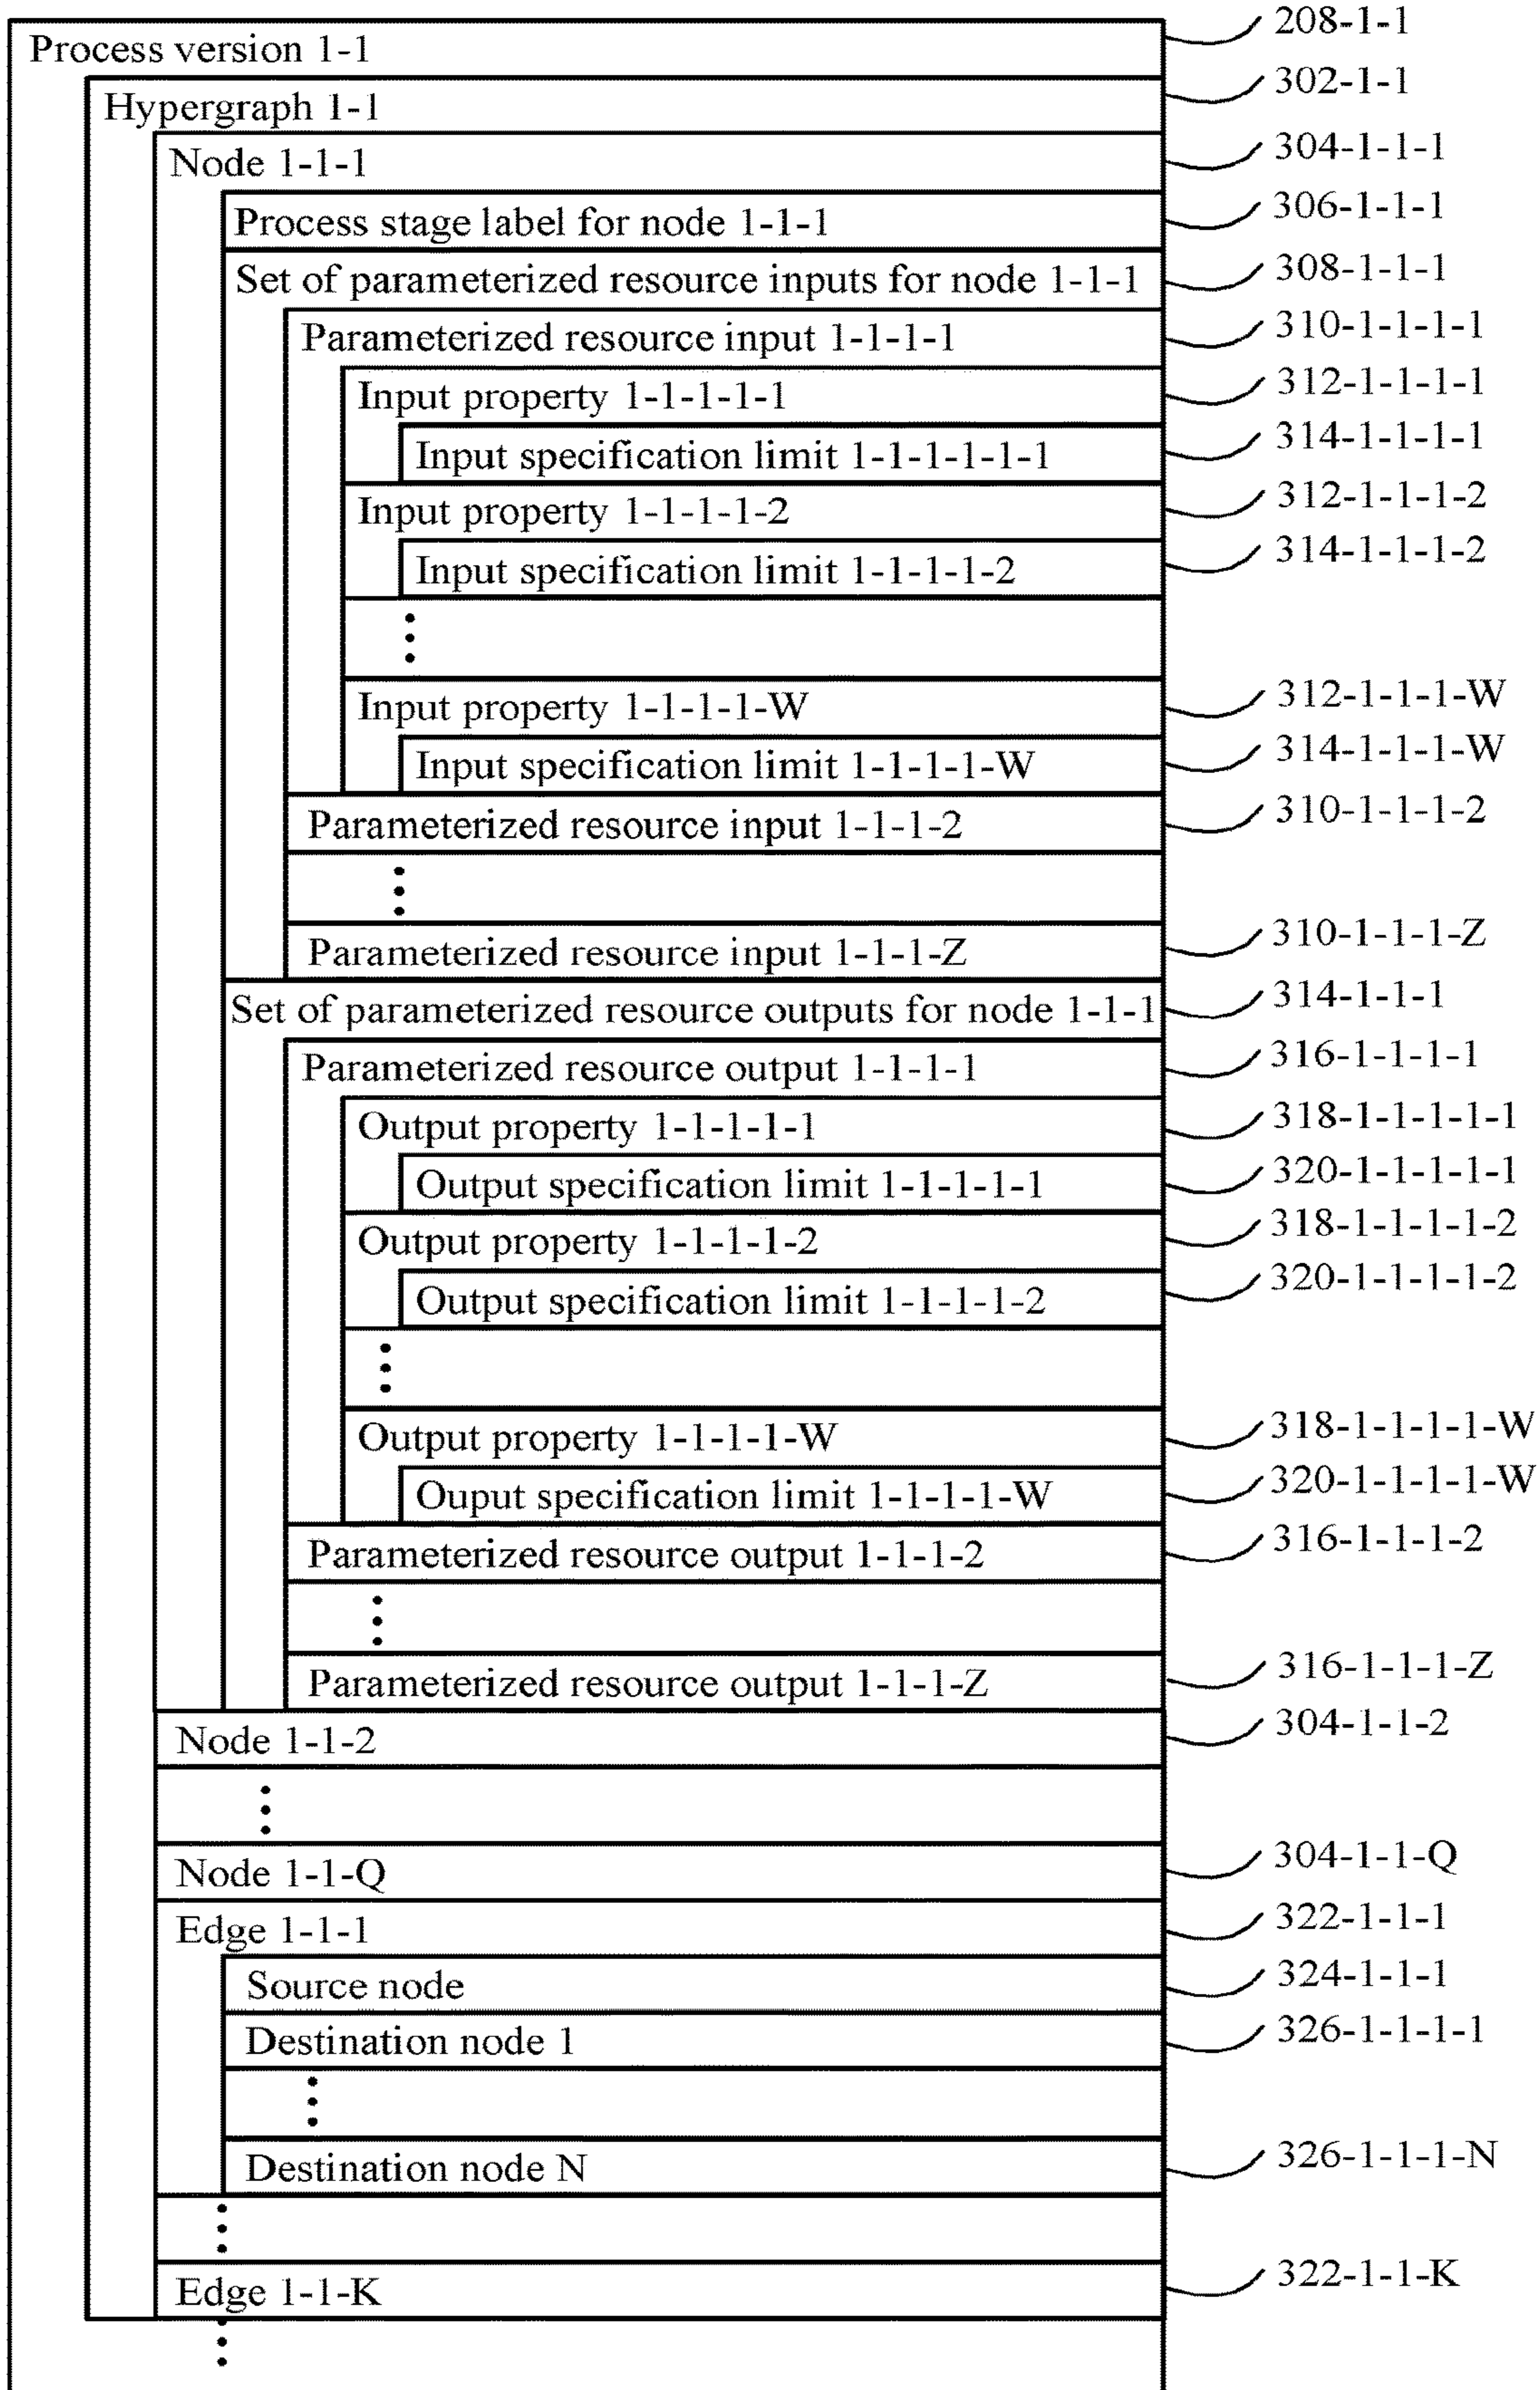 Process version 1-1 208-1-1
Hypergraph 1-1 302-1-1
Node 1-1-1 304-1-1-1
Process stage label for node 1-1-1 306-1-1-1
Set of parameterized resource inputs for node 1-1-1 308-1-1-1
Parameterized resource input 1-1-1-1 310-1-1-1-1
Input property 1-1-1-1-1 312-1-1-1-1
Input specification limit 1-1-1-1-1-1 314-1-1-1-1
Input property 1-1-1-1-2 312-1-1-1-2
Input specification limit 1-1-1-1-2 314-1-1-1-2
Input property 1-1-1-1-W 312-1-1-1-W
Input specification limit 1-1-1-1-W 314-1-1-1-W
Parameterized resource input 1-1-1-2 310-1-1-1-2
Parameterized resource input 1-1-1-Z 310-1-1-1-Z
Set of parameterized resource outputs for node 1-1-1 314-1-1-1
Parameterized resource output 1-1-1-1 316-1-1-1-1
Output property 1-1-1-1-1 318-1-1-1-1-1
Output specification limit 1-1-1-1-1 320-1-1-1-1-1
Output property 1-1-1-1-2 318-1-1-1-1-2
Output specification limit 1-1-1-1-2 320-1-1-1-1-2
Output property 1-1-1-1-W 318-1-1-1-1-W
Ouput specification limit 1-1-1-1-W 320-1-1-1-1-W
Parameterized resource output 1-1-1-2 316-1-1-1-2
Parameterized resource output 1-1-1-Z 316-1-1-1-Z
Node 1-1-2 304-1-1-2
Node 1-1-Q 304-1-1-Q
Edge 1-1-1 322-1-1-1
Source node 324-1-1-1
Destination node 1 326-1-1-1-1
Destination node N 326-1-1-1-N
Edge 1-1-K 322-1-1-K